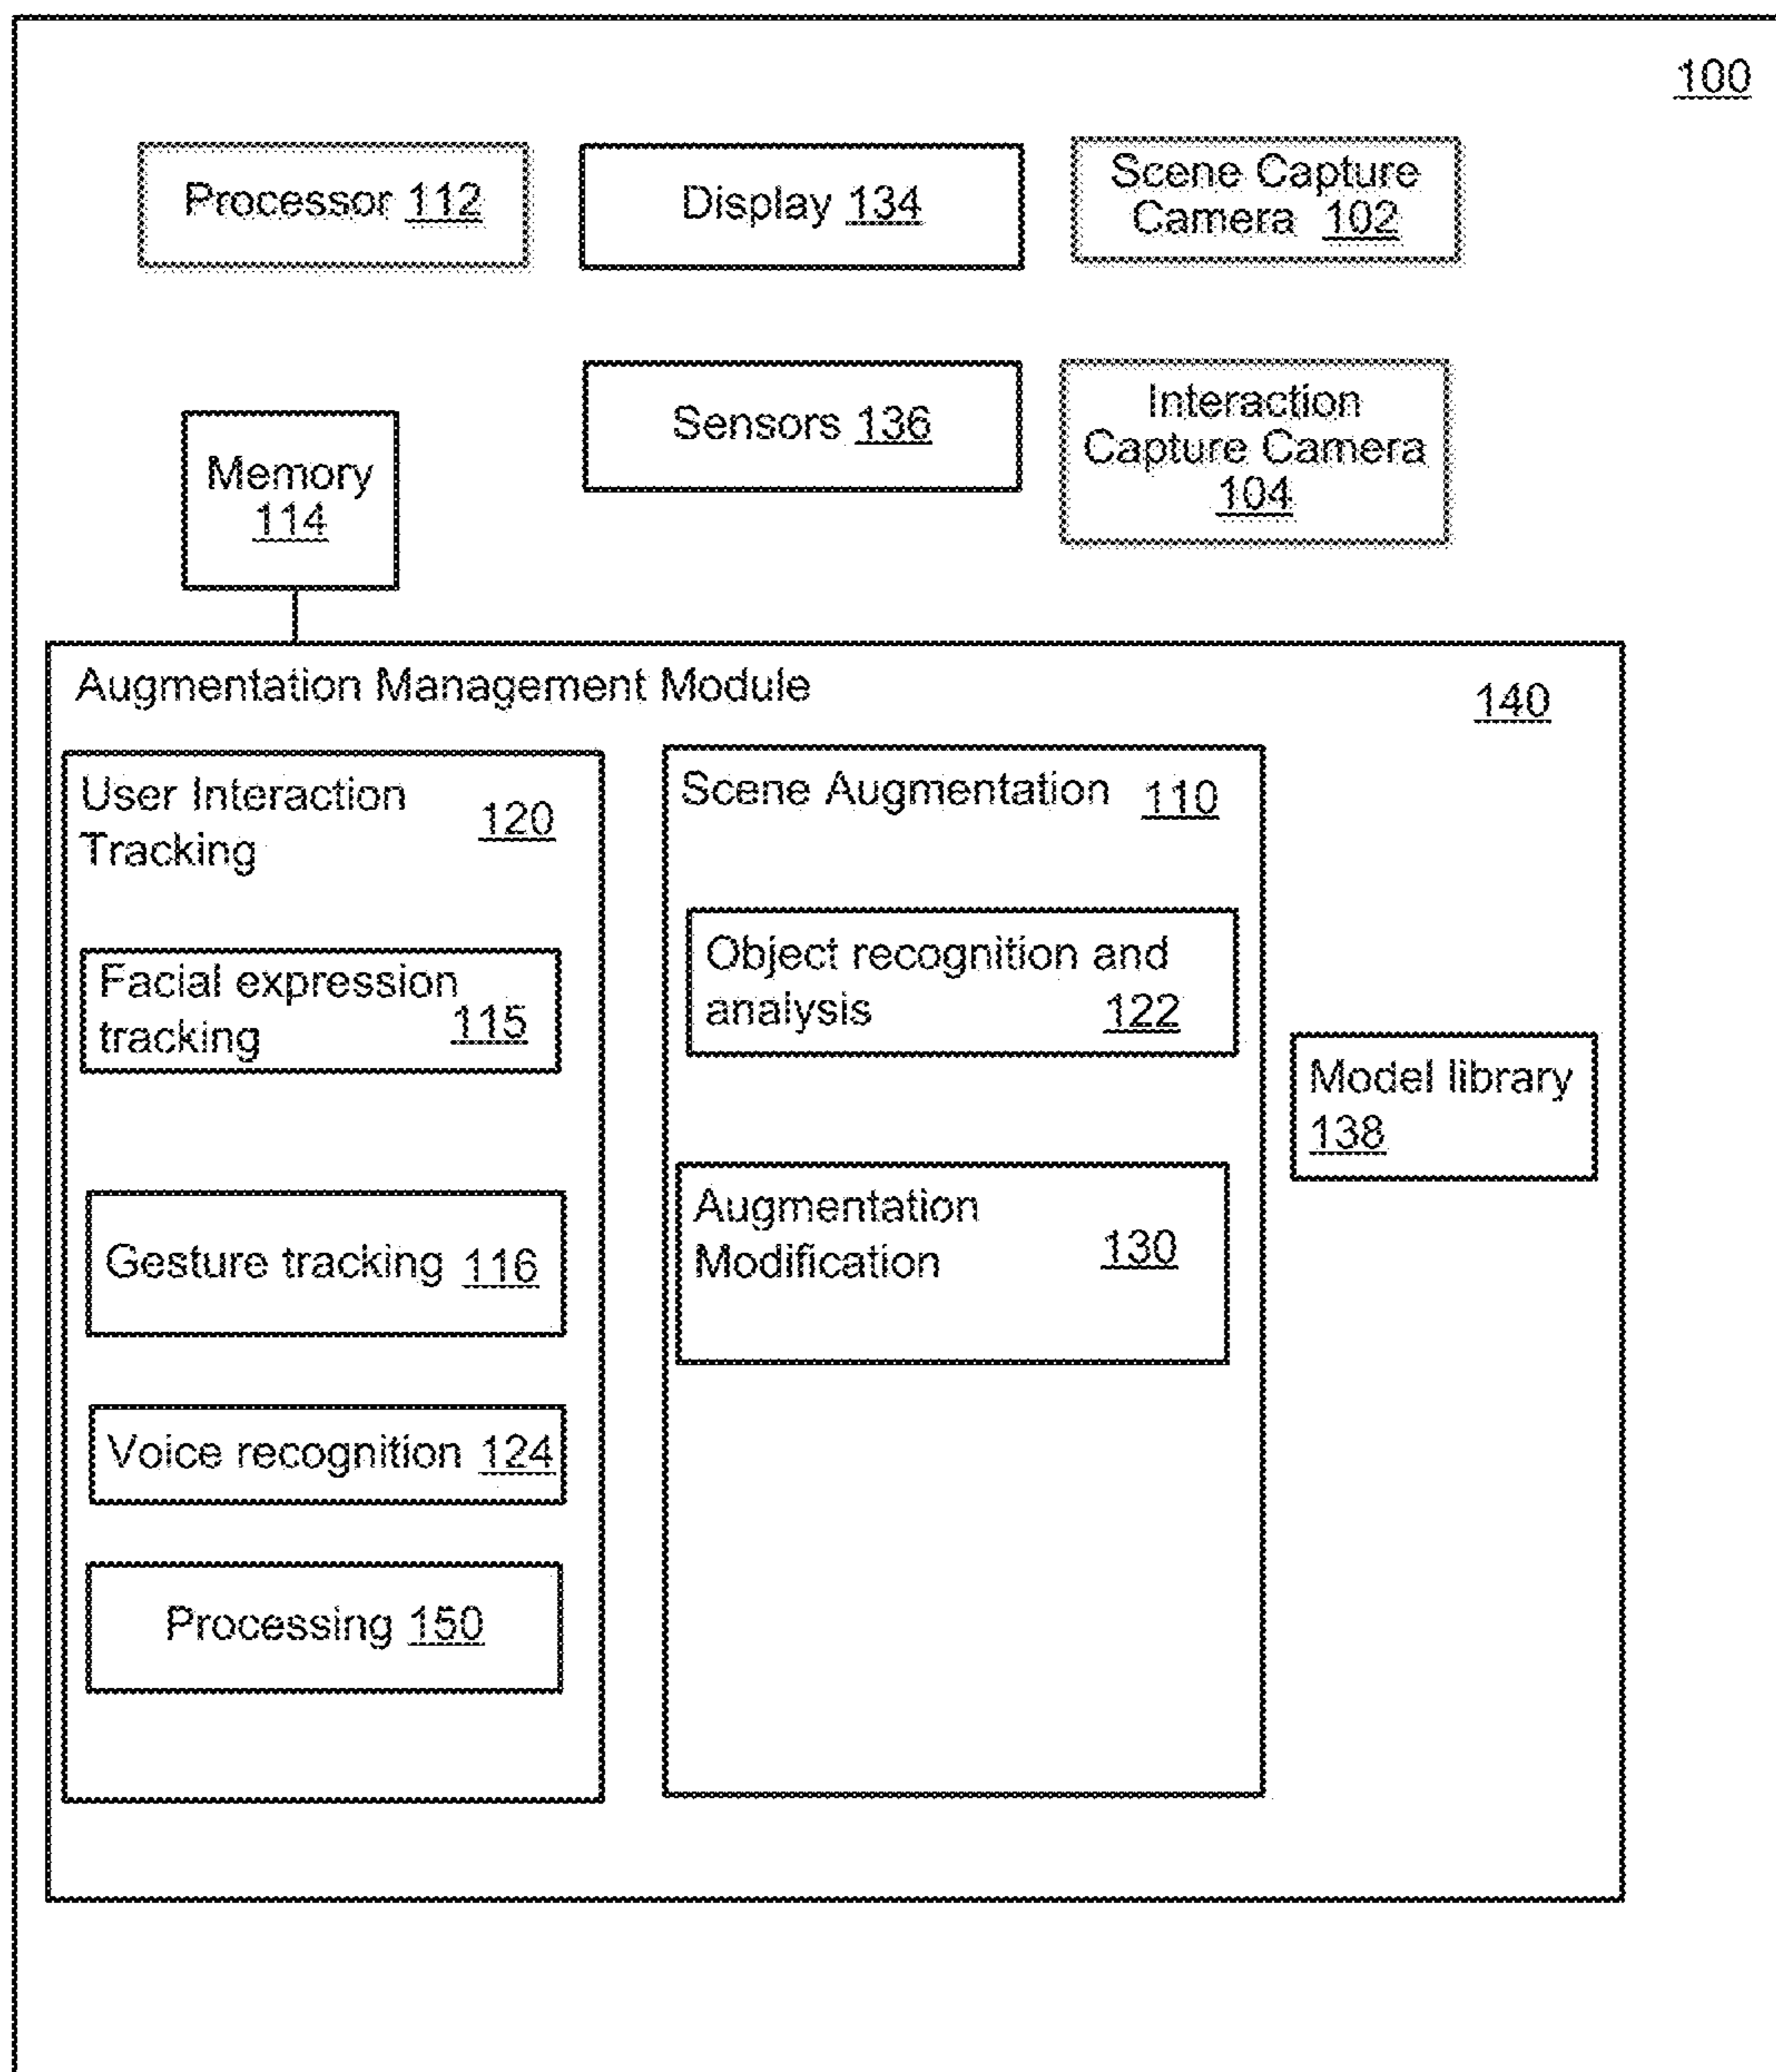 100
Processor 112
Display 134
Scene Capture
Camera 102
Sensors 136
Interaction
Capture Camera
104
Memory
114
Augmentation Management Module
140
User Interaction
Tracking
120
Facial expression
tracking
115
Gesture tracking 116
Voice recognition 124
Processing 150
Scene Augmentation 110
Object recognition and
analysis 122
Augmentation
Modification 130
Model library
138